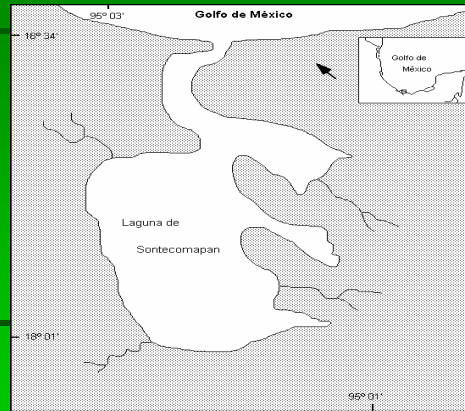 95° 03'
Golfo de México
18° 34'
Golfo de
México
Laguna de
Sontecomapan
18° 01'
95° 01'